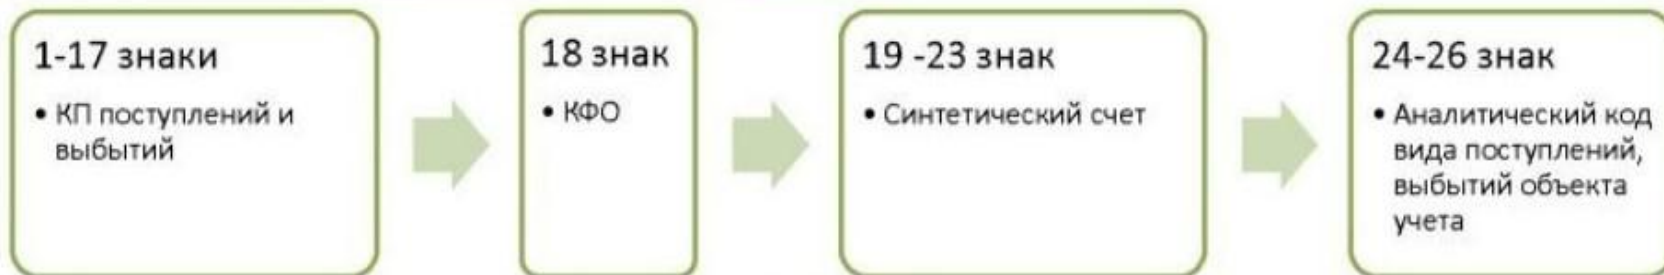 1-17 знаки
• КП поступлений и
выбытий
18 знак
• КФО
19 -23 знак
• Синтетический счет
24-26 знак
• Аналитический код
вида поступлений,
выбытий объекта
учета